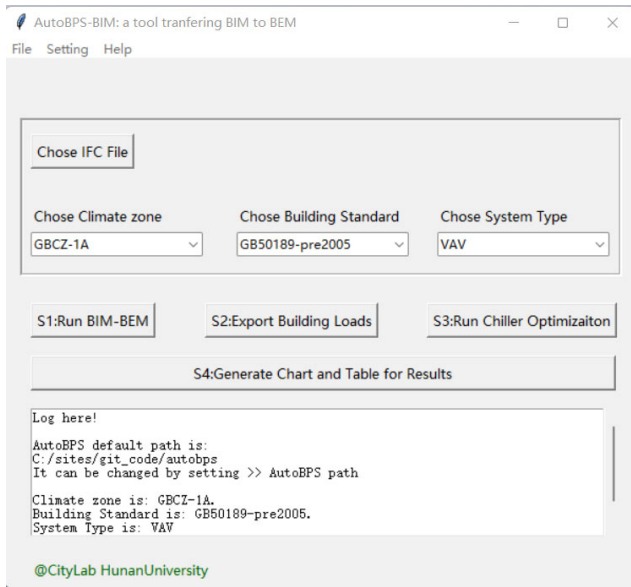 AutoBPS-BIM: a tool tranfering BIM to BEM
File Setting Help
Chose IFC File
Chose Climate zone Chose Building Standard Chose System Type
GBCZ-1A GB50189-pre2005 VAV
S1:Run BIM-BEM S2:Export Building Loads S3:Run Chiller Optimizaiton
S4:Generate Chart and Table for Results
Log here!
AutoBPS default path is:
C:/sites/git_code/autobps
It can be changed by setting >> AutoBPS path
Climate zone is: GBCZ-1A.
Building Standard is: GB50189-pre2005.
System Type is: VAV
@CityLab HunanUniversity